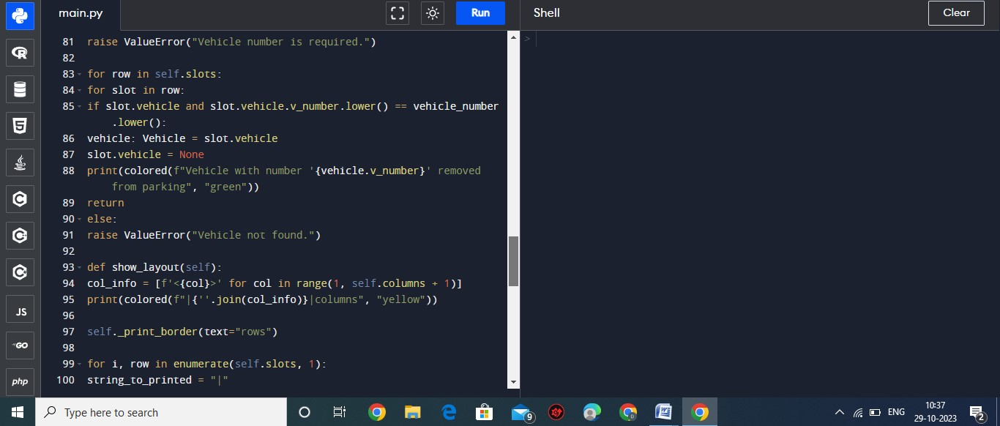 main.py
Run
Shell
Clear
81 raise ValueError("Vehicle number is required.")
82
83 for row in self.slots:
84 for slot in row:
85 if slot.vehicle and slot.vehicle.v_number.lower() == vehicle_number
.lower():
86 vehicle: Vehicle = slot.vehicle
87 slot.vehicle = None
88 print(colored(f"Vehicle with number '{vehicle.v_number}' removed
from parking", "green"))
89 return
90 else:
91 raise ValueError("Vehicle not found.")
92
93 def show_layout(self):
94 col_info = [f'<{col}>' for col in range(1, self.columns + 1)]
95 print(colored(f"|{''.join(col_info)}|columns", "yellow"))
96
97 self._print_border(text="rows")
98
99 for i, row in enumerate(self.slots, 1):
100 string_to_printed = "|"
>
R
5
C
C
C
JS
GO
php
Type here to search
9
W
ENG
10:37
29-10-2023
2